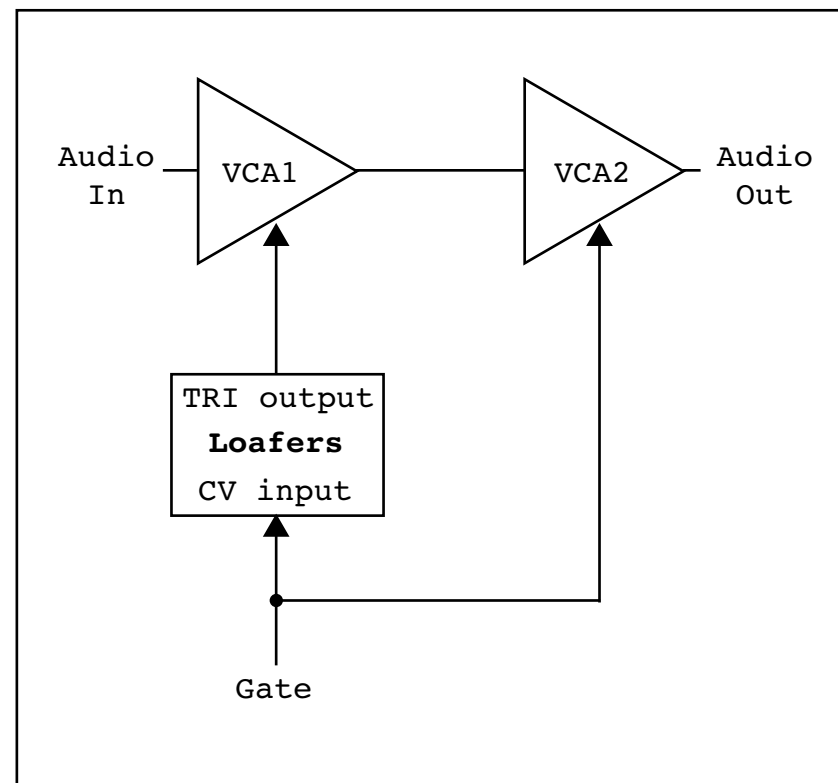 Audio
In
VCA1
VCA2
Audio
Out
TRI output
Loafers
CV input
Gate